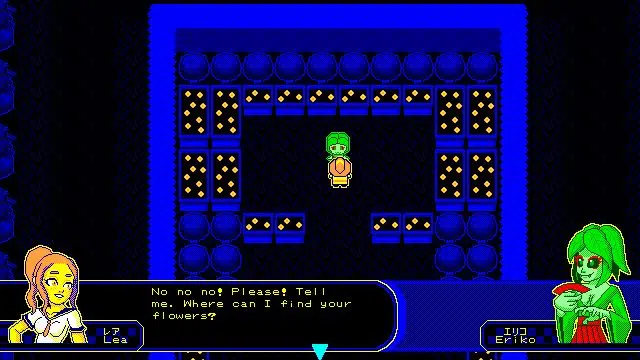 No no no! Please! Tell
me. Where can I find your
flowers?
レア
Lea
エリコ
Eriko